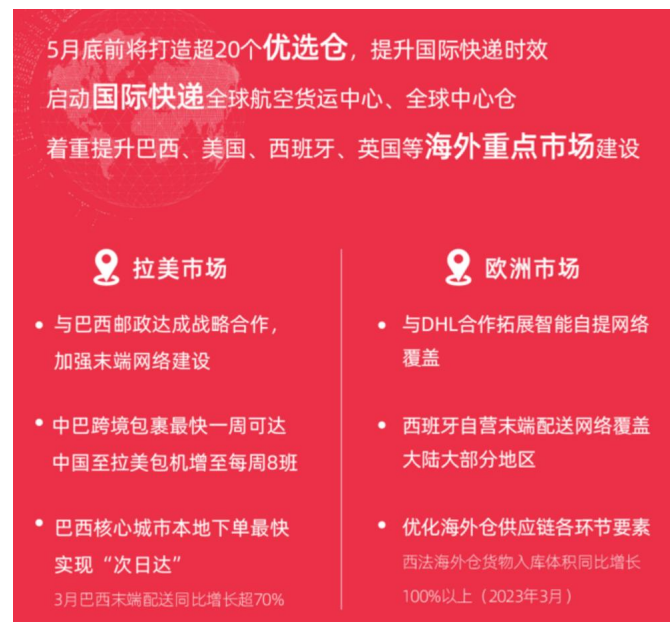 5月底前将打造超20个优选仓，提升国际快递时效
启动国际快递全球航空货运中心、全球中心仓
着重提升巴西、美国、西班牙、英国等海外重点市场建设
拉美市场
• 与巴西邮政达成战略合作，
加强末端网络建设
• 中巴跨境包裹最快一周可达
中国至拉美包机增至每周8班
• 巴西核心城市本地下单最快
实现“次日达”
3月巴西末端配送同比增长超70%
欧洲市场
• 与DHL合作拓展智能自提网络
覆盖
• 西班牙自营末端配送网络覆盖
大陆大部分地区
• 优化海外仓供应链各环节要素
西法海外仓货物入库体积同比增长
100%以上（2023年3月）